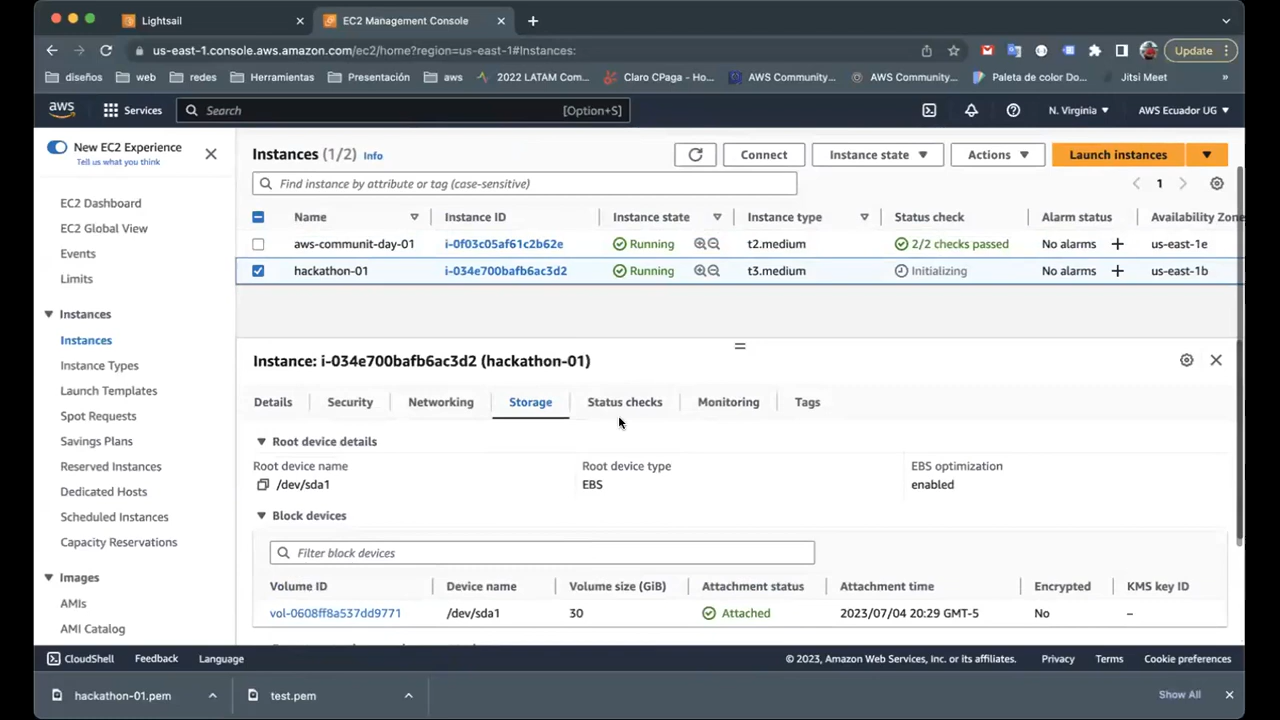 Lightsail
EC2 Management Console
us-east-1.console.aws.amazon.com/ec2/home?region=us-east-1#Instances:
Update
diseños web redes Herramientas Presentación aws 2022 LATAM Com... Claro CPaga - Ho... AWS Community... AWS Community... Paleta de color Do... Jitsi Meet »
aws Services Search [Option+S] N. Virginia AWS Ecuador UG
New EC2 Experience
Tell us what you think
EC2 Dashboard
EC2 Global View
Events
Limits
Instances
Instances
Instance Types
Launch Templates
Spot Requests
Savings Plans
Reserved Instances
Dedicated Hosts
Scheduled Instances
Capacity Reservations
Images
AMIs
AMI Catalog
Instances (1/2) Info Connect Instance state Actions Launch instances
Find instance by attribute or tag (case-sensitive) 1
Name Instance ID Instance state Instance type Status check Alarm status Availability Zone
aws-communit-day-01 i-0f03c05af61c2b62e Running t2.medium 2/2 checks passed No alarms + us-east-1e
hackathon-01 i-034e700bafb6ac3d2 Running t3.medium Initializing No alarms + us-east-1b
Instance: i-034e700bafb6ac3d2 (hackathon-01)
Details Security Networking Storage Status checks Monitoring Tags
Root device details
Root device name Root device type EBS optimization
/dev/sda1 EBS enabled
Block devices
Filter block devices
Volume ID Device name Volume size (GiB) Attachment status Attachment time Encrypted KMS key ID
vol-0608ff8a537dd9771 /dev/sda1 30 Attached 2023/07/04 20:29 GMT-5 No –
CloudShell Feedback Language © 2023, Amazon Web Services, Inc. or its affiliates. Privacy Terms Cookie preferences
hackathon-01.pem test.pem Show All